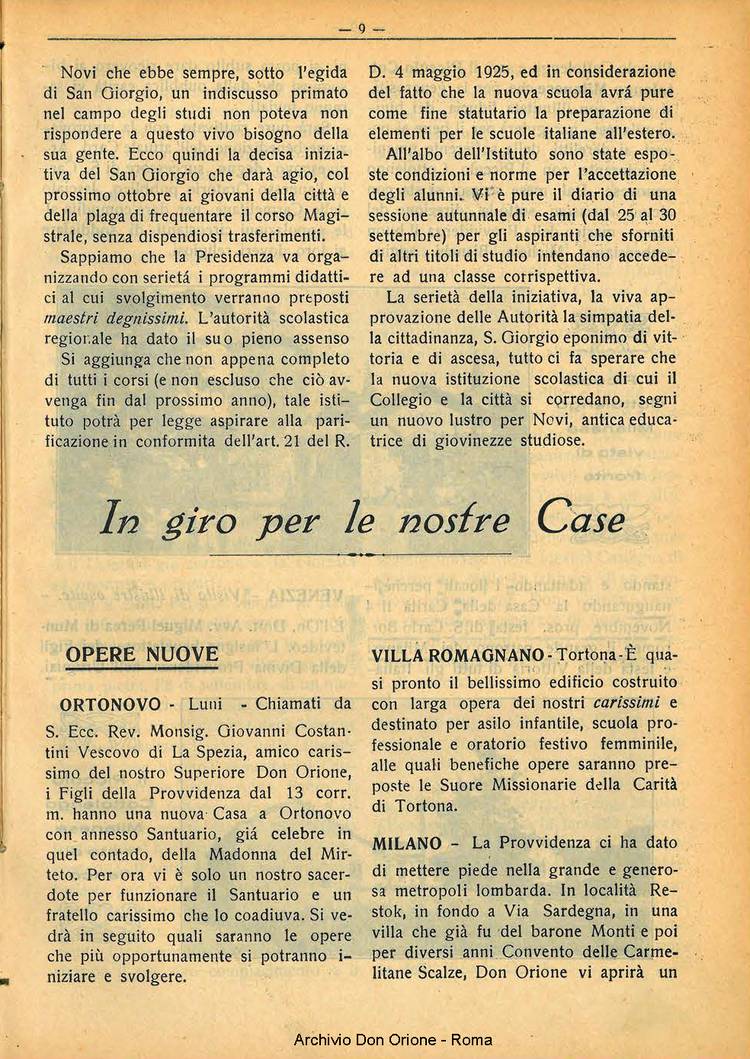 — 9 —
Novi che ebbe sempre, sotto l'egida
di San Giorgio, un indiscusso primato
nel campo degli studi non poteva non
rispondere a questo vivo bisogno della
sua gente. Ecco quindi la decisa inizia-
tiva del San Giorgio che darà agio, col
prossimo ottobre ai giovani della città e
della plaga di frequentare il corso Magi-
strale, senza dispendiosi trasferimenti.
Sappiamo che la Presidenza va orga-
nizzando con serietá i programmi didatti-
ci al cui svolgimento verranno preposti
maestri degnissimi. L'autorità scolastica
regionale ha dato il suo pieno assenso
Si aggiunga che non appena completo
di tutti i corsi (e non escluso che ciò av-
venga fin dal prossimo anno), tale isti-
tuto potrà per legge aspirare alla pari-
ficazione in conformita dell'art. 21 del R.
D. 4 maggio 1925, ed in considerazione
del fatto che la nuova scuola avrá pure
come fine statutario la preparazione di
elementi per le scuole italiane all'estero.
All'albo dell'Istituto sono state espo-
ste condizioni e norme per l'accettazione
degli alunni. Vi è pure il diario di una
sessione autunnale di esami (dal 25 al 30
settembre) per gli aspiranti che sforniti
di altri titoli di studio intendano accede-
re ad una classe corrispettiva.
La serietà della iniziativa, la viva ap-
provazione delle Autorità la simpatia del-
la cittadinanza, S. Giorgio eponimo di vit-
toria e di ascesa, tutto ci fa sperare che
la nuova istituzione scolastica di cui il
Collegio e la città si corredano, segni
un nuovo lustro per Novi, antica educa-
trice di giovinezze studiose.
In giro per le nostre Case
OPERE NUOVE
ORTONOVO - Luni - Chiamati da
S. Ecc. Rev. Monsig. Giovanni Costan-
tini Vescovo di La Spezia, amico caris-
simo del nostro Superiore Don Orione,
i Figli della Provvidenza dal 13 corr.
m. hanno una nuova Casa a Ortonovo
con annesso Santuario, giá celebre in
quel contado, della Madonna del Mir-
teto. Per ora vi è solo un nostro sacer-
dote per funzionare il Santuario e un
fratello carissimo che lo coadiuva. Si ve-
drà in seguito quali saranno le opere
che più opportunamente si potranno i-
niziare e svolgere.
VILLA ROMAGNANO - Tortona - È qua-
si pronto il bellissimo edificio costruito
con larga opera dei nostri carissimi e
destinato per asilo infantile, scuola pro-
fessionale e oratorio festivo femminile,
alle quali benefiche opere saranno pre-
poste le Suore Missionarie della Carità
di Tortona.
MILANO - La Provvidenza ci ha dato
di mettere piede nella grande e genero-
sa metropoli lombarda. In località Re-
stok, in fondo a Via Sardegna, in una
villa che già fu del barone Monti e poi
per diversi anni Convento delle Carme-
litane Scalze, Don Orione vi aprirà un
Archivio Don Orione - Roma